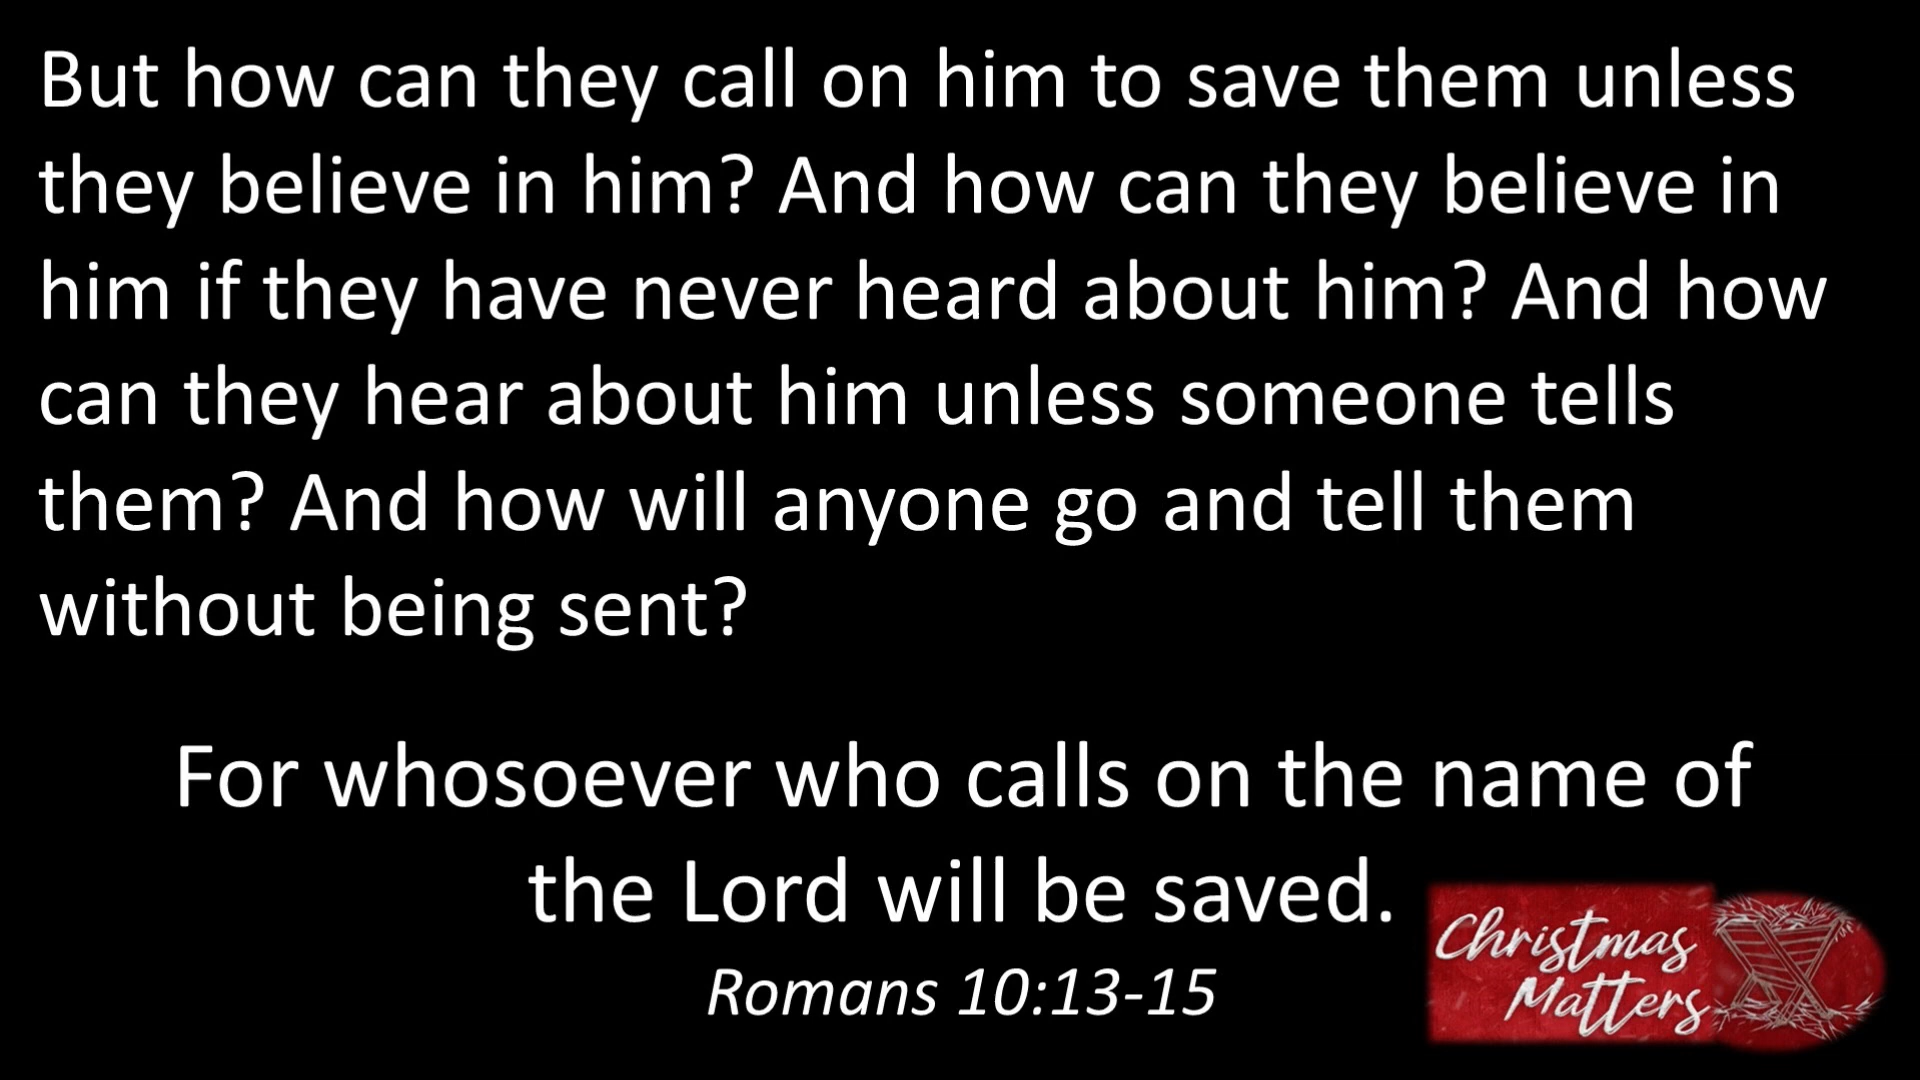 But how can they call on him to save them unless
they believe in him? And how can they believe in
him if they have never heard about him? And how
can they hear about him unless someone tells
them? And how will anyone go and tell them
without being sent?
For whosoever who calls on the name of
the Lord will be saved.
Romans 10:13-15
Christmas
Matters